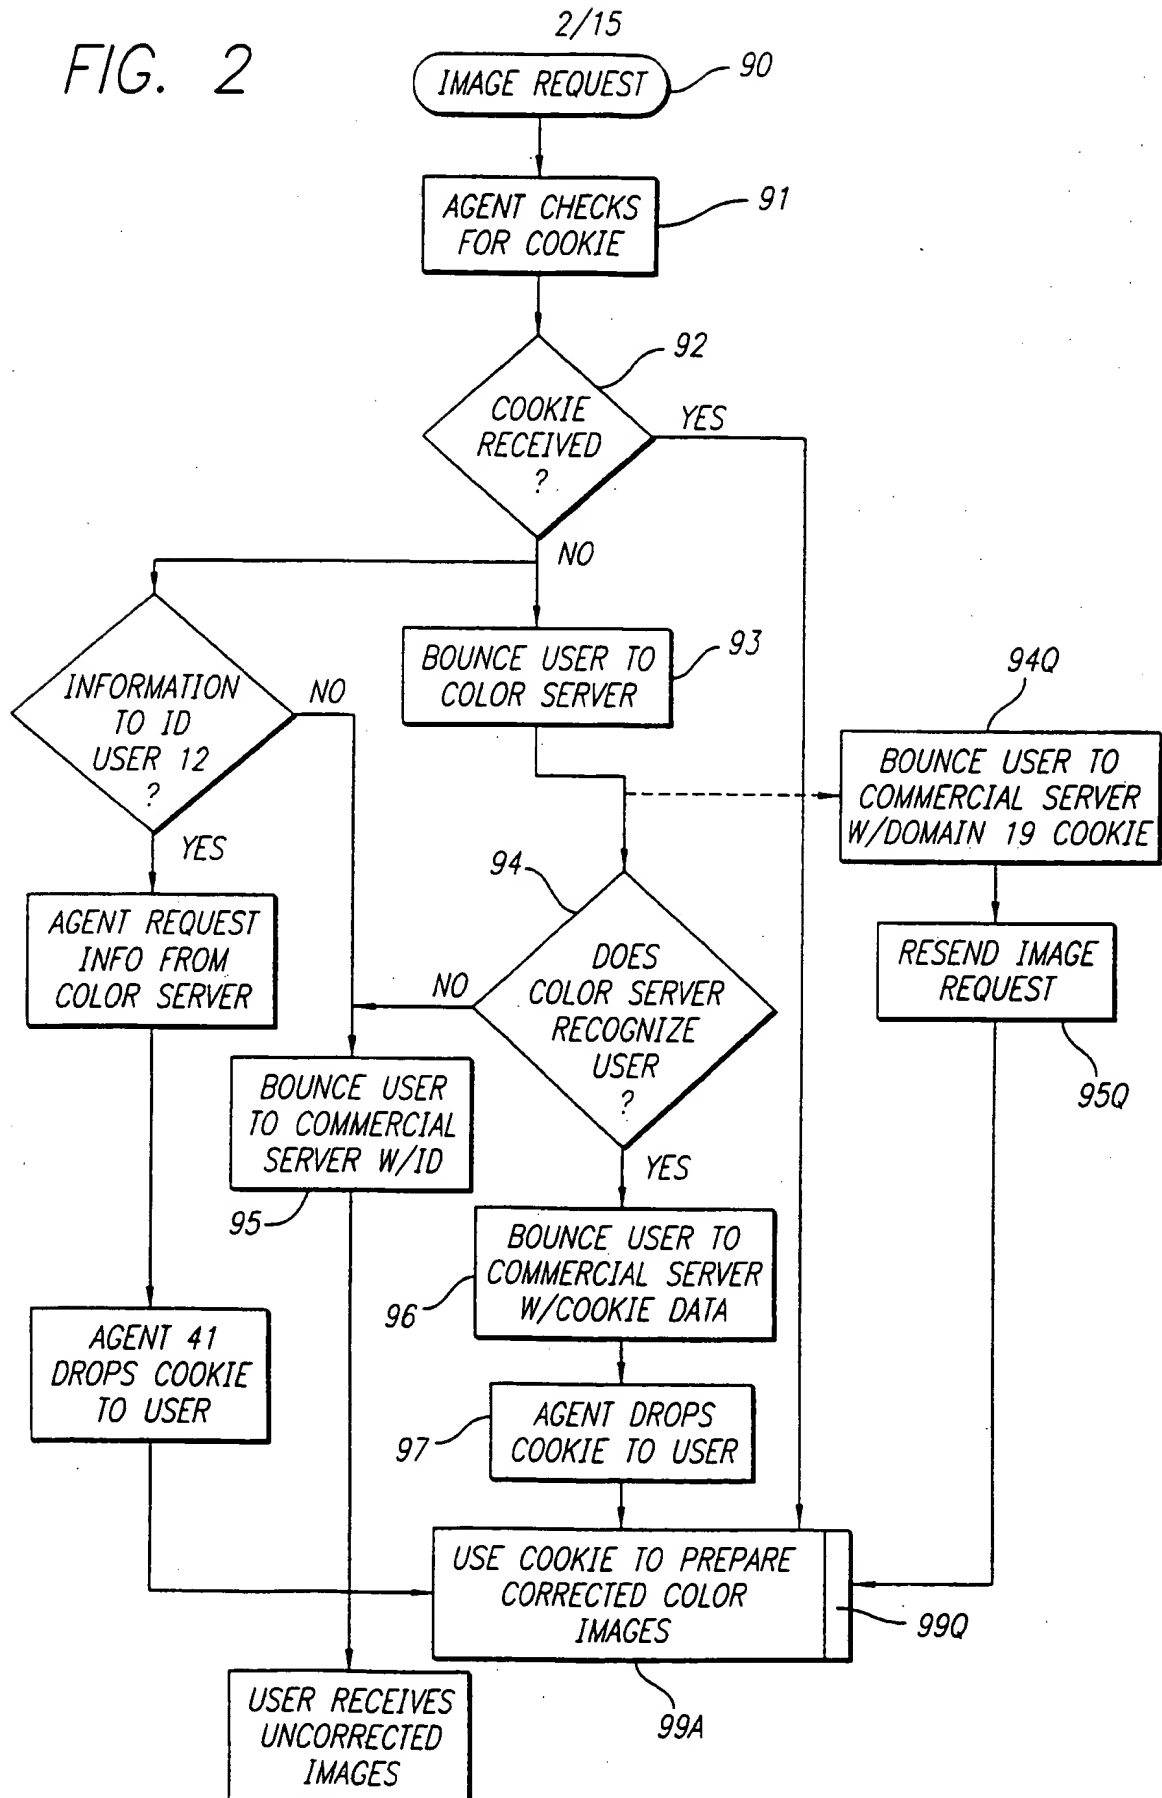 2/15
FIG. 2
IMAGE REQUEST
90
AGENT CHECKS
FOR COOKIE
91
92
COOKIE
RECEIVED
?
YES
NO
INFORMATION
TO ID
USER 12
?
NO
YES
BOUNCE USER TO
COLOR SERVER
93
94Q
BOUNCE USER TO
COMMERCIAL SERVER
W/DOMAIN 19 COOKIE
RESEND IMAGE
REQUEST
95Q
94
DOES
COLOR SERVER
RECOGNIZE
USER
?
NO
YES
AGENT REQUEST
INFO FROM
COLOR SERVER
BOUNCE USER
TO COMMERCIAL
SERVER W/ID
95
BOUNCE USER TO
COMMERCIAL SERVER
W/COOKIE DATA
96
AGENT 41
DROPS COOKIE
TO USER
AGENT DROPS
COOKIE TO USER
97
USE COOKIE TO PREPARE
CORRECTED COLOR
IMAGES
99Q
99A
USER RECEIVES
UNCORRECTED
IMAGES